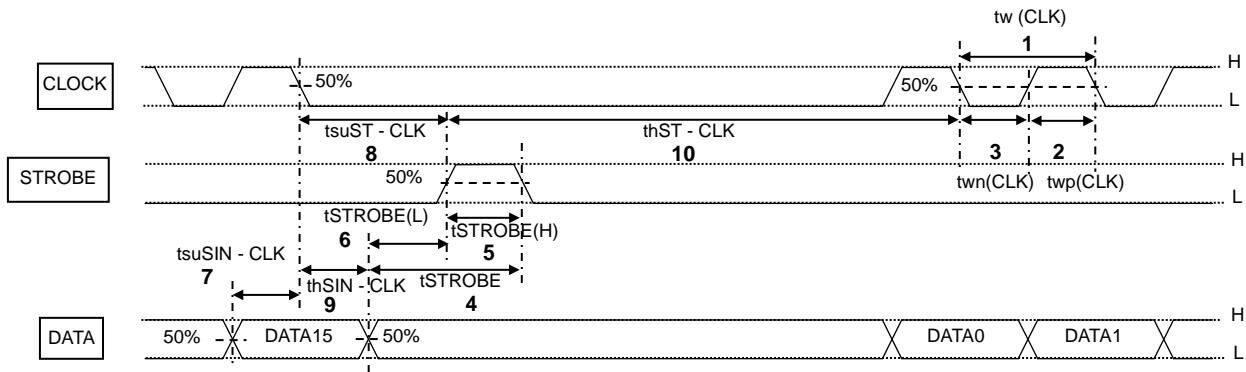 tw (CLK)
1
CLOCK
50%
50%
H
L
tsuST - CLK
8
thST - CLK
10
3
2
twn(CLK)
twp(CLK)
STROBE
50%
H
L
tSTROBE(L)
6
tSTROBE(H)
5
tsuSIN - CLK
7
thSIN - CLK
9
tSTROBE
4
DATA
50%
DATA15
50%
DATA0
DATA1
H
L